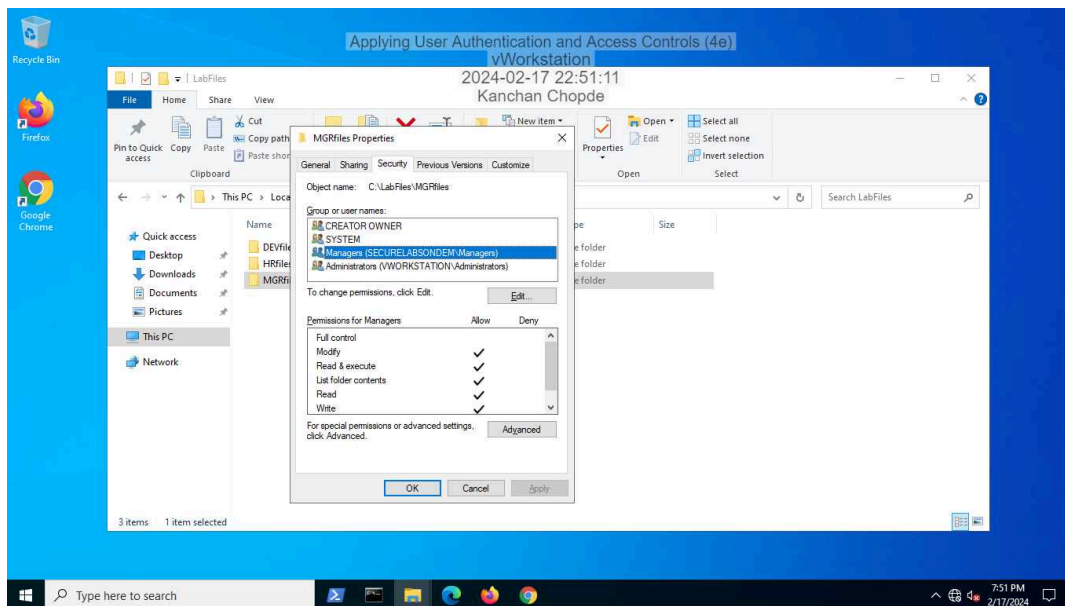 Recycle Bin
Firefox
Google
Chrome
Applying User Authentication and Access Controls (4e)
vWorkstation
2024-02-17 22:51:11
Kanchan Chopde
LabFiles
File Home Share View
Pin to Quick
access
Copy
Paste
Cut
Copy path
Paste shor
Clipboard
New item
Properties
Open
Edit
Open
Select all
Select none
Invert selection
Select
This PC > Loca
Search LabFiles
Quick access
Desktop
Downloads
Documents
Pictures
This PC
Network
Name
Size
DEVfile
HRfiles
MGRfi
e folder
e folder
e folder
MGRfiles Properties
General Sharing Security Previous Versions Customize
Object name: C:\LabFiles\MGRfiles
Group or user names:
CREATOR OWNER
SYSTEM
Managers (SECURELABSONDEM\Managers)
Administrators (VWORKSTATION\Administrators)
To change permissions, click Edit.
Edit...
Permissions for Managers Allow Deny
Full control
Modify
Read & execute
List folder contents
Read
Write
For special permissions or advanced settings,
click Advanced.
Advanced
OK Cancel Apply
3 items 1 item selected
Type here to search
7:51 PM
2/17/2024